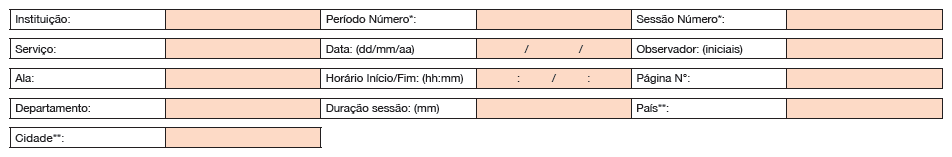 Instituição: Período Número*: Sessão Número*:
Serviço: Data: (dd/mm/aa) / / Observador: (iniciais)
Ala: Horário Início/Fim: (hh:mm) : / : Página N°:
Departamento: Duração sessão: (mm) País**:
Cidade**: